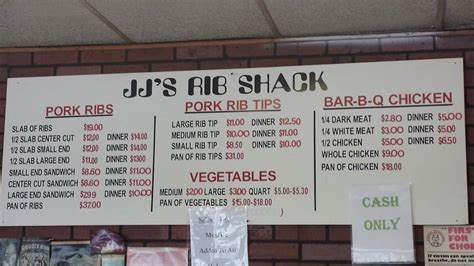 JJ'S RIB SHACK
PORK RIBS
SLAB OF RIBS $19.00
1/2 SLAB CENTER CUT $12.00 DINNER $14.00
1/2 SLAB SMALL END $12.00 DINNER $14.00
1/2 SLAB LARGE END $11.00 DINNER $13.00
SMALL END SANDWICH $8.60 DINNER $11.00
CENTER CUT SANDWICH $8.60 DINNER $11.00
LARGE END SANDWICH DINNER $10.00
PAN OF RIBS $37.00
PORK RIB TIPS
LARGE RIB TIP $11.00 DINNER $12.50
MEDIUM RIB TIP $10.00 DINNER $11.00
SMALL RIB TIP DINNER $10.00
PAN OF RIB TIPS $31.00
VEGETABLES
MEDIUM $2.00 LARGE $3.00 QUART $5.00-$5.30
PAN OF VEGETABLES $15.00-$18.00
BAR-B-Q CHICKEN
1/4 DARK MEAT $2.80 DINNER $5.00
1/4 WHITE MEAT $3.00 DINNER $5.00
1/2 CHICKEN $5.00 DINNER $6.50
WHOLE CHICKEN $9.00
PAN OF CHICKEN $18.00
CASH
ONLY
Added To All
"FIRST
FOR CHO